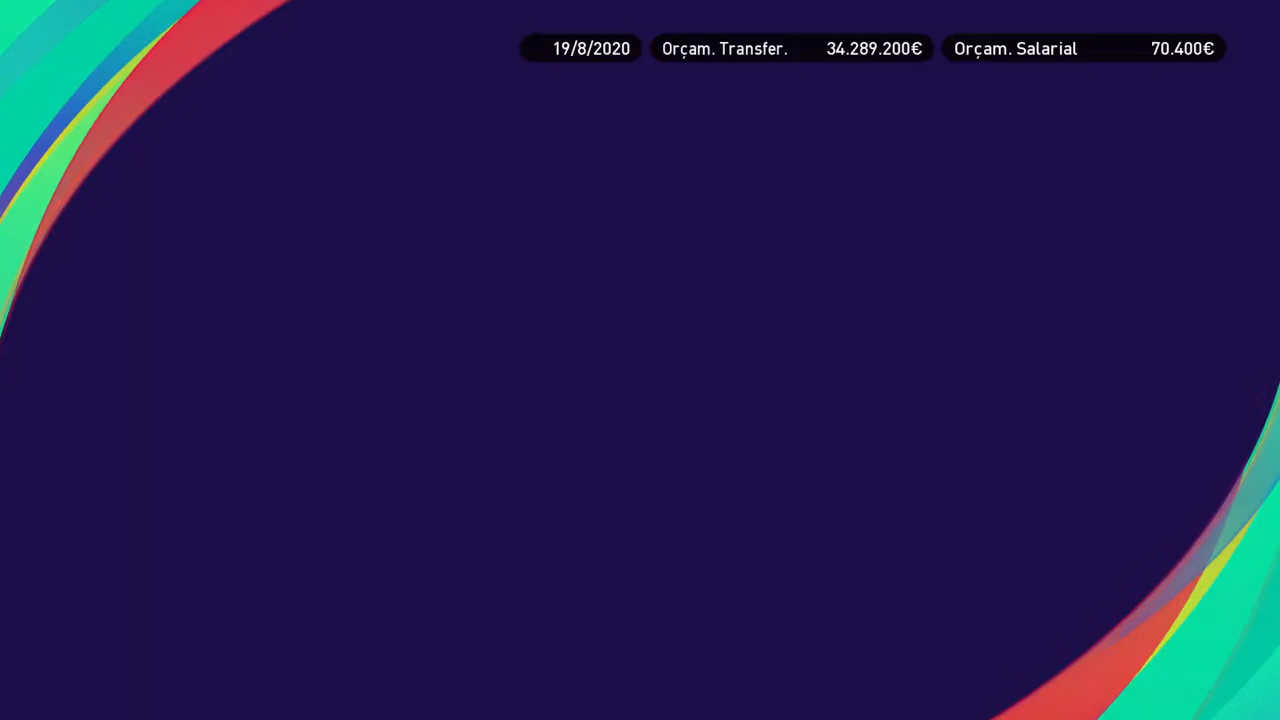 19/8/2020 Orçam. Transfer. 34.289.200€ Orçam. Salarial 70.400€